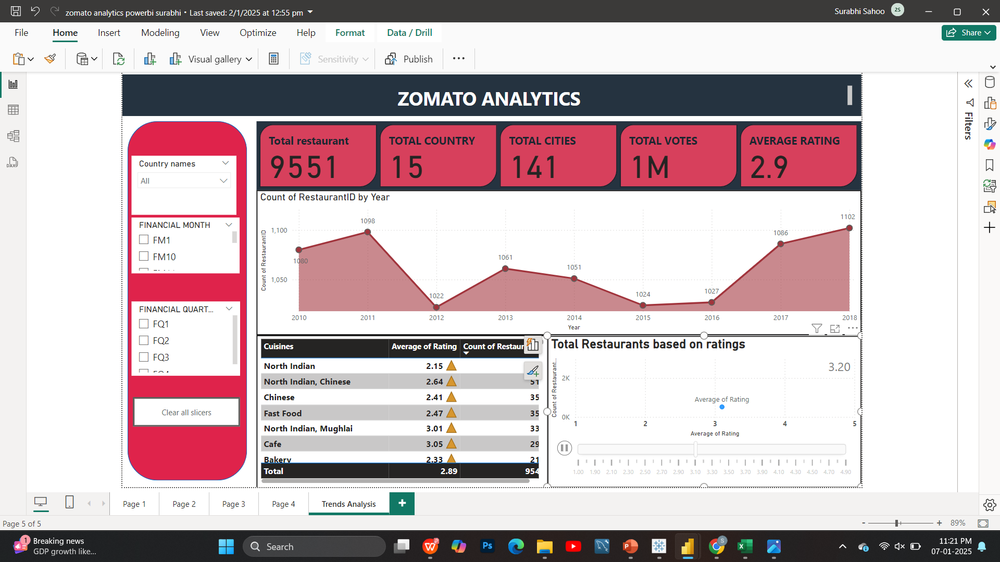 zomato analytics powerbi surabhi • Last saved: 2/1/2025 at 12:55 pm
Surabhi Sahoo
2S
File
Home
Insert
Modeling
View
Optimize
Help
Format
Data / Drill
Share
Visual gallery
Sensitivity
Publish
ZOMATO ANALYTICS
Filters
DAX
Country names
All
FINANCIAL MONTH
FM1
FM10
FINANCIAL QUART...
FQ1
FQ2
FQ3
Clear all slicers
Total restaurant
9551
TOTAL COUNTRY
15
TOTAL CITIES
141
TOTAL VOTES
1M
AVERAGE RATING
2.9
Count of RestaurantID by Year
Count of RestaurantID
1,100
1,050
1080
1098
1022
1061
1051
1024
1027
1086
1102
2010 2011 2012 2013 2014 2015 2016 2017 2018
Year
Cuisines Average of Rating Count of Restaur
North Indian 2.15
North Indian, Chinese 2.64 51
Chinese 2.41 35
Fast Food 2.47 35
North Indian, Mughlai 3.01 33
Cafe 3.05 29
Bakery 2.33 21
Total 2.89 954
Total Restaurants based on ratings
3.20
Count of Restaurant...
2K
0K
Average of Rating
1 2 3 4 5
Average of Rating
1.00 1.90 2.10 2.30 2.50 2.70 2.90 3.10 3.30 3.50 3.70 3.90 4.10 4.30 4.50 4.70 4.90
Page 1
Page 2
Page 3
Page 4
Trends Analysis
Page 5 of 5
89%
1
Breaking news
GDP growth like...
Search
Ps
11:21 PM
07-01-2025